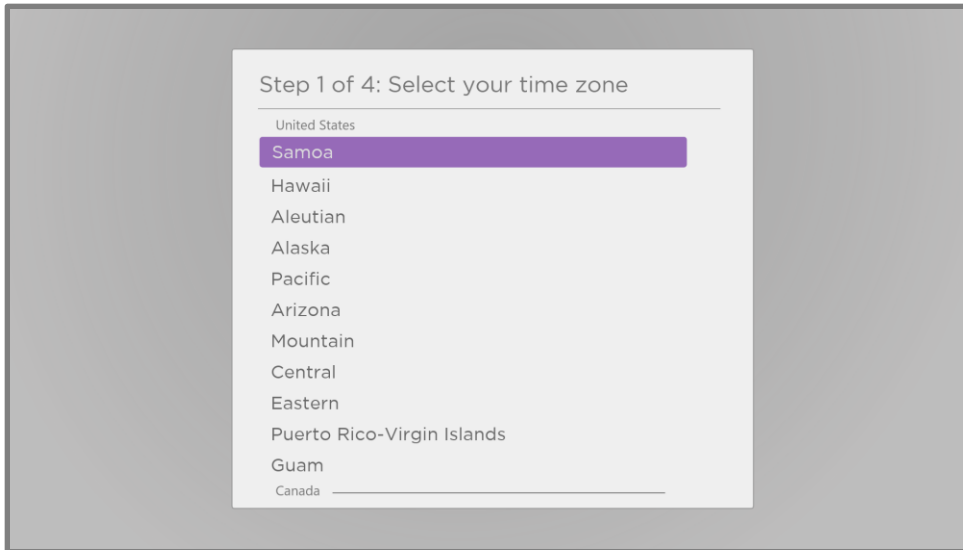 Step 1 of 4: Select your time zone
United States
Samoa
Hawaii
Aleutian
Alaska
Pacific
Arizona
Mountain
Central
Eastern
Puerto Rico-Virgin Islands
Guam
Canada